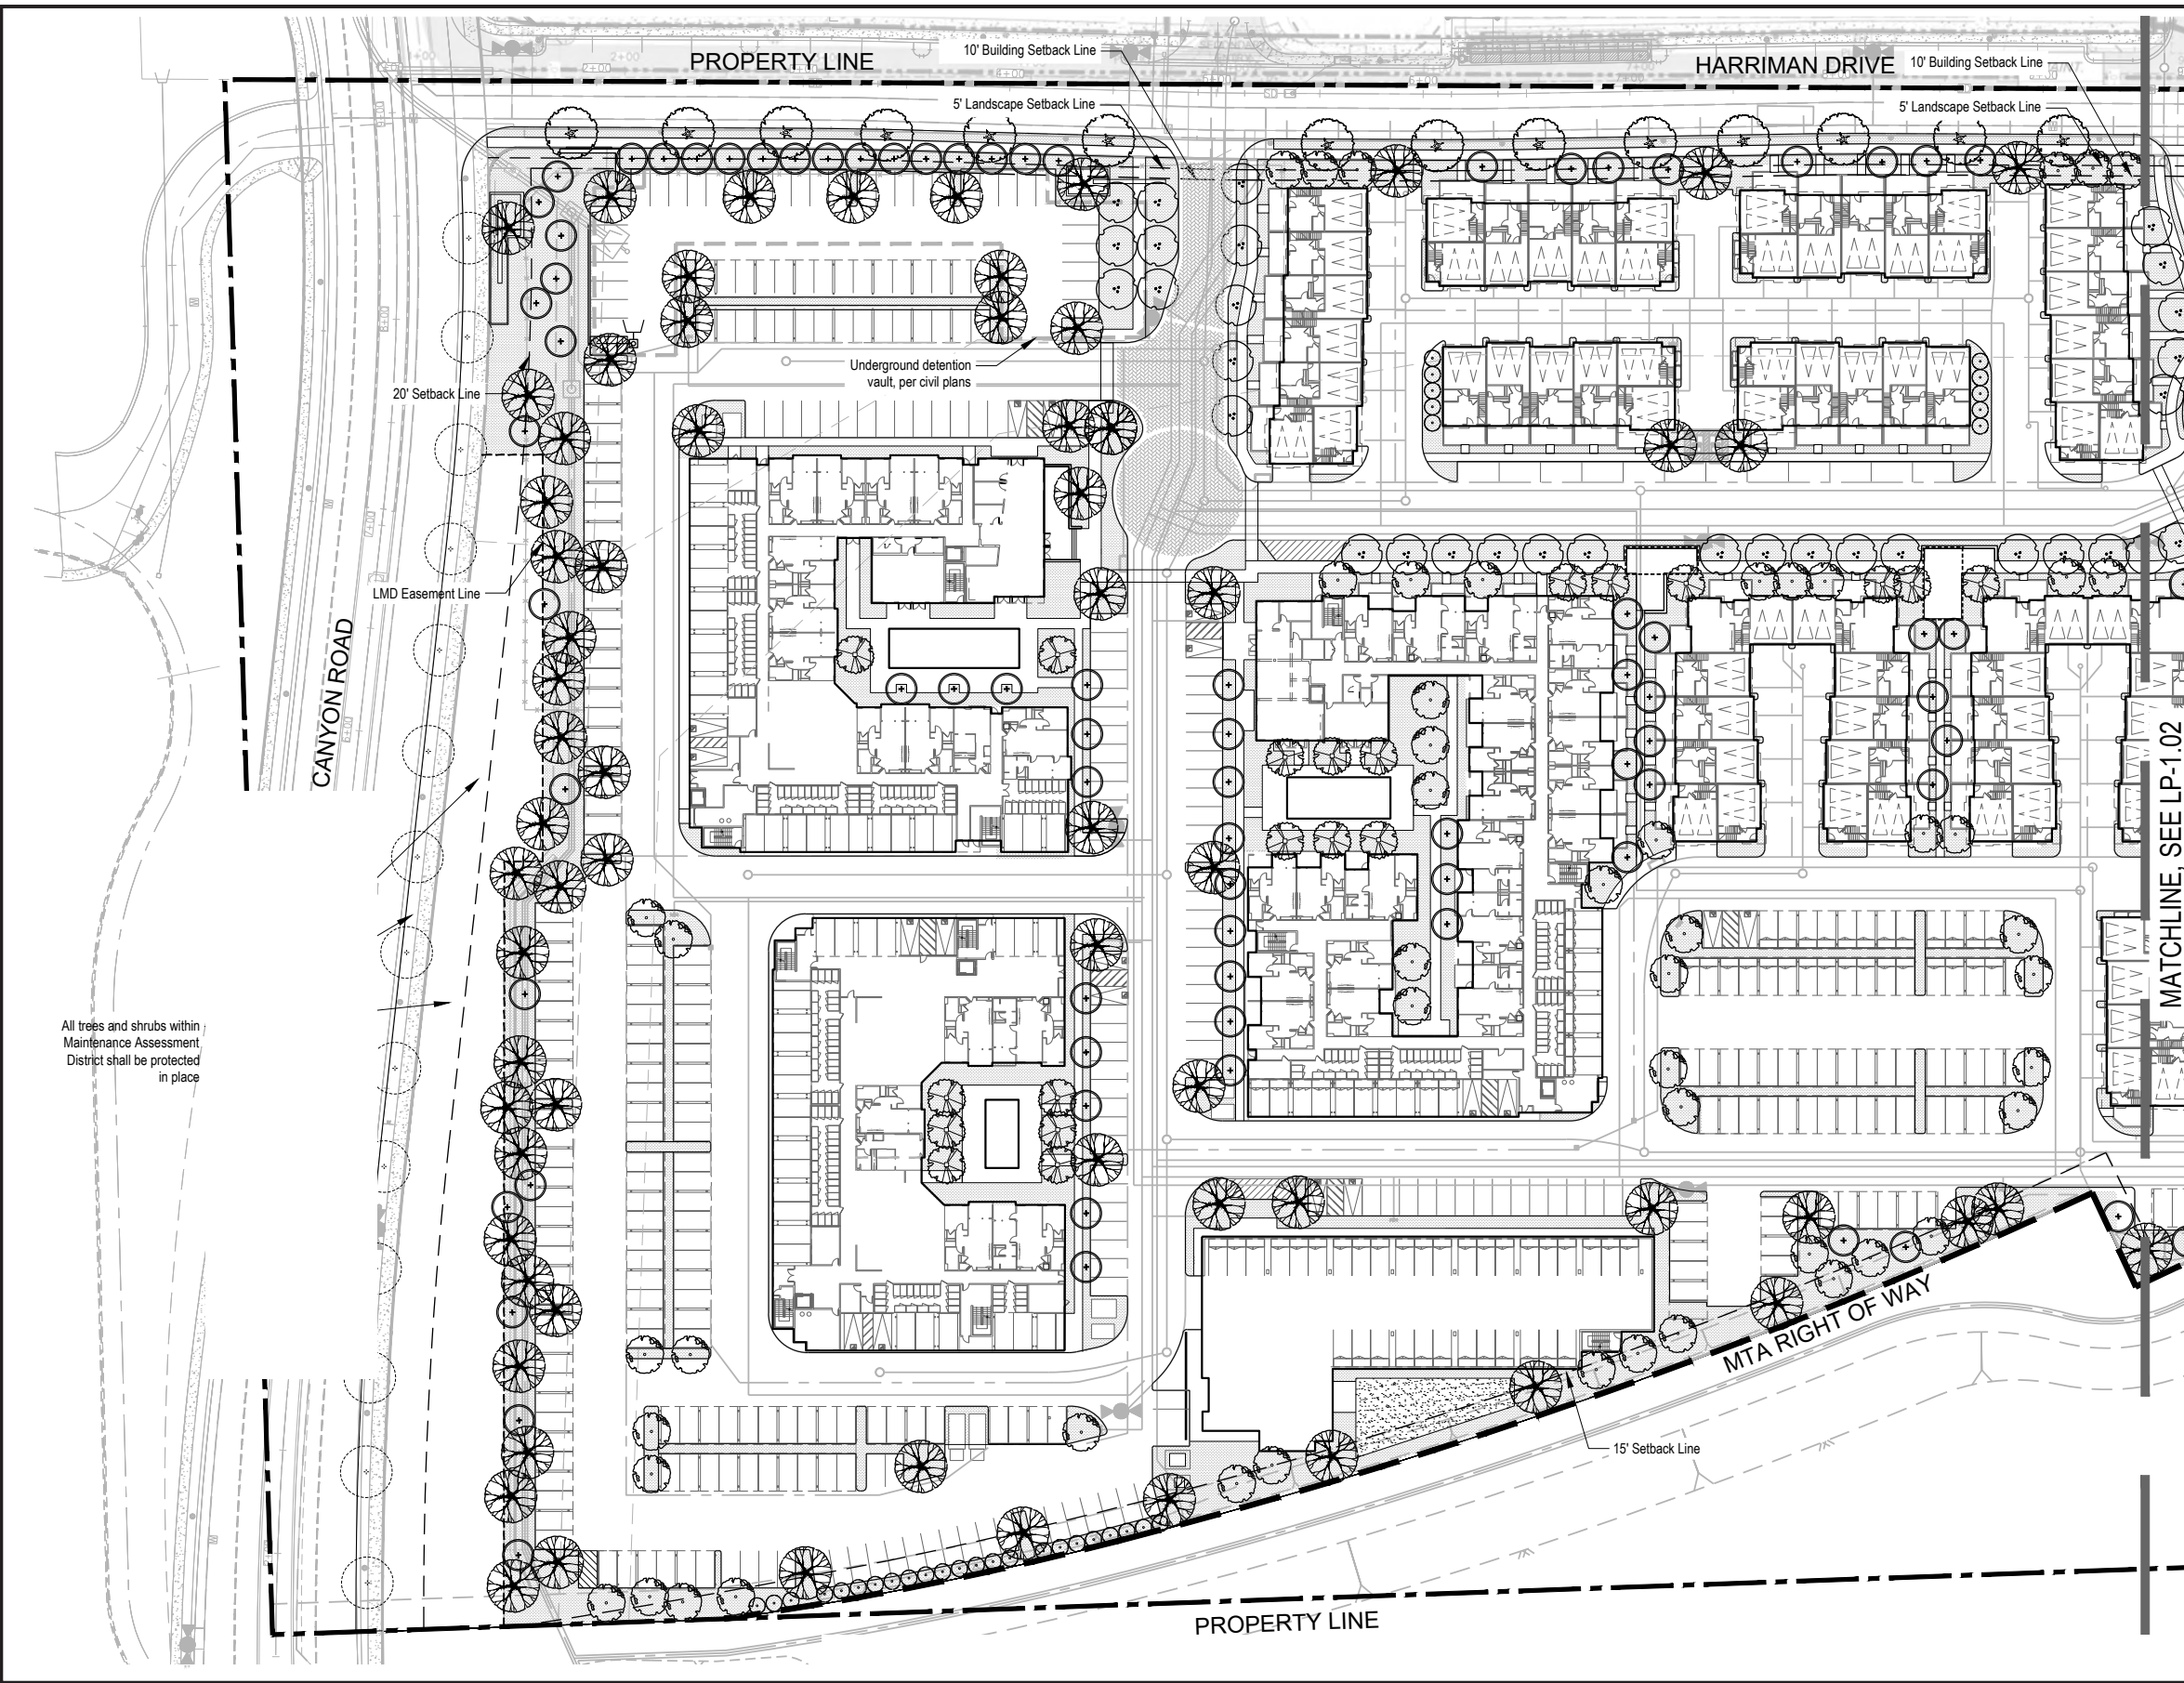 PROPERTY LINE
10' Building Setback Line
HARRIMAN DRIVE
10' Building Setback Line
5' Landscape Setback Line
5' Landscape Setback Line
Underground detention
vault, per civil plans
20' Setback Line
LMD Easement Line
CANYON ROAD
MATCHLINE, SEE LP-1.02
All trees and shrubs within
Maintenance Assessment
District shall be protected
in place
MTA RIGHT OF WAY
15' Setback Line
PROPERTY LINE